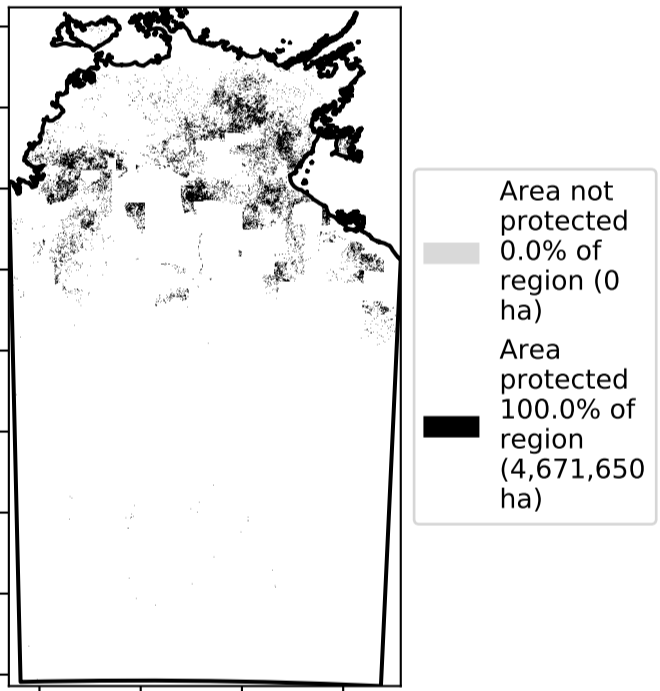 Area not
protected
0.0% of
region (0
ha)
Area
protected
100.0% of
region
(4,671,650
ha)